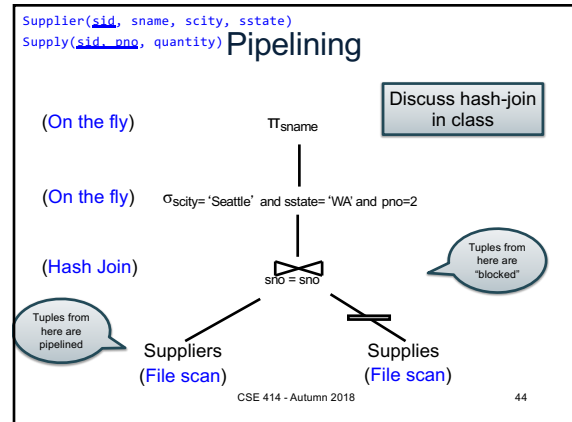 Supplier(sid, sname, scity, sstate)
Supply(sid, pno, quantity)
Pipelining
Discuss hash-join
in class
(On the fly)
πsname
(On the fly)
σscity= ‘Seattle’ and sstate= ‘WA’ and pno=2
(Hash Join)
sno = sno
Tuples from
here are
“blocked”
Tuples from
here are
pipelined
Suppliers
(File scan)
Supplies
(File scan)
CSE 414 - Autumn 2018
44